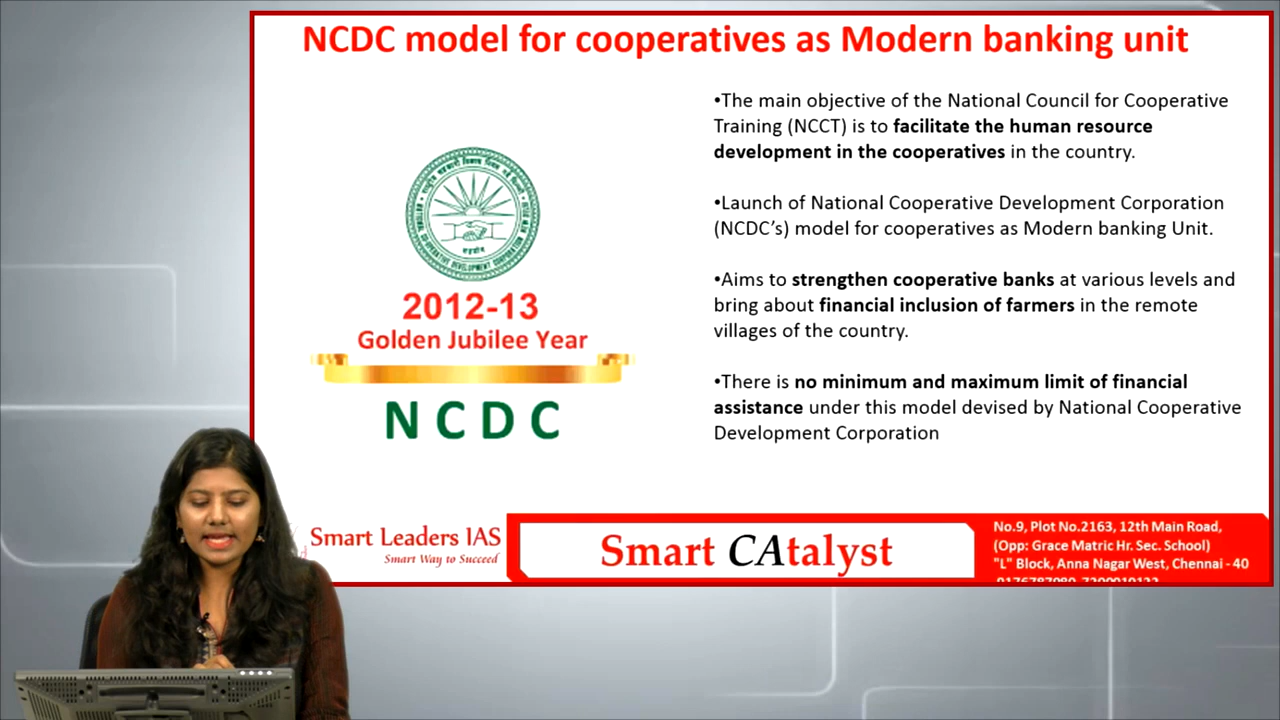 NCDC model for cooperatives as Modern banking unit
•The main objective of the National Council for Cooperative
Training (NCCT) is to facilitate the human resource
development in the cooperatives in the country.
•Launch of National Cooperative Development Corporation
(NCDC’s) model for cooperatives as Modern banking Unit.
•Aims to strengthen cooperative banks at various levels and
bring about financial inclusion of farmers in the remote
villages of the country.
•There is no minimum and maximum limit of financial
assistance under this model devised by National Cooperative
Development Corporation
2012-13
Golden Jubilee Year
NCDC
Smart Leaders IAS
Smart Way to Succeed
Smart CAtalyst
No.9, Plot No.2163, 12th Main Road,
(Opp: Grace Matric Hr. Sec. School)
"L" Block, Anna Nagar West, Chennai - 40